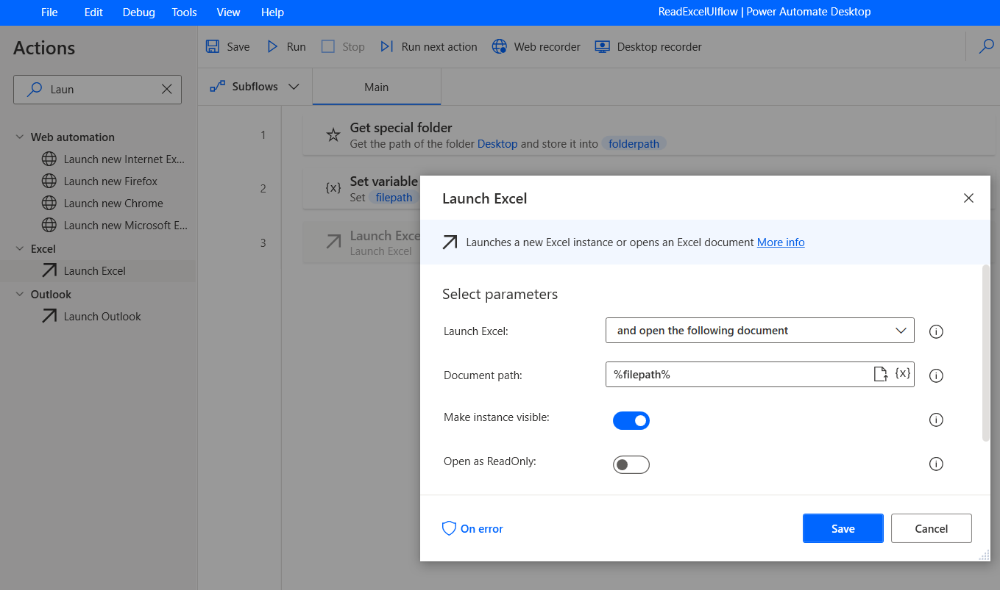 File Edit Debug Tools View Help ReadExcelUIflow | Power Automate Desktop
Actions
Save Run Stop Run next action Web recorder Desktop recorder
Laun
Subflows Main
Web automation
Launch new Internet Ex...
Launch new Firefox
Launch new Chrome
Launch new Microsoft E...
Excel
Launch Excel
Outlook
Launch Outlook
1
Get special folder
Get the path of the folder Desktop and store it into folderpath
2
{x}
Set variable
Set filepath
3
Launch Exce
Launch Excel
Launch Excel
Launches a new Excel instance or opens an Excel document More info
Select parameters
Launch Excel: and open the following document
Document path: %filepath% {x}
Make instance visible:
Open as ReadOnly:
On error Save Cancel